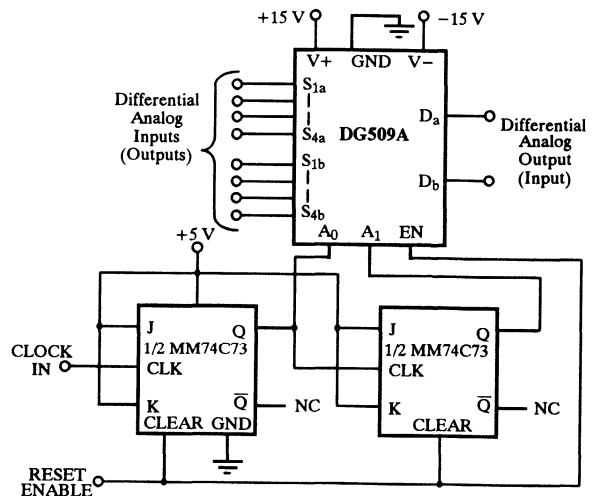 +15 V
−15 V
V+ GND V−
S1a
S4a
S1b
S4b
DG509A
Da
Db
A0 A1 EN
Differential
Analog
Inputs
(Outputs)
Differential
Analog
Output
(Input)
+5 V
J
Q
1/2 MM74C73
CLK
K
Q̅
CLEAR GND
NC
CLOCK
IN
J
Q
1/2 MM74C73
CLK
K
Q̅
CLEAR
NC
RESET
ENABLE